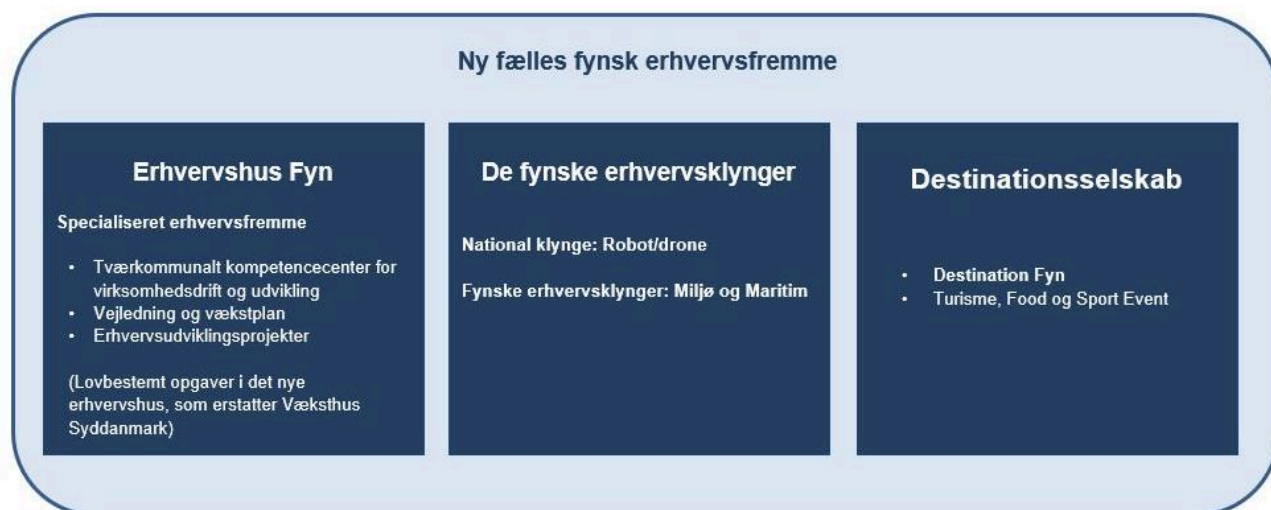 Ny fælles fynsk erhvervsfremme
Erhvervshus Fyn
Specialiseret erhvervsfremme
• Tværkommunalt kompetencecenter for
virksomhedsdrift og udvikling
• Vejledning og vækstplan
• Erhvervsudviklingsprojekter
(Lovbestemt opgaver i det nye
erhvervshus, som erstatter Væksthus
Syddanmark)
De fynske erhvervsklynger
National klynge: Robot/drone
Fynske erhvervsklynger: Miljø og Maritim
Destinationsselskab
• Destination Fyn
• Turisme, Food og Sport Event